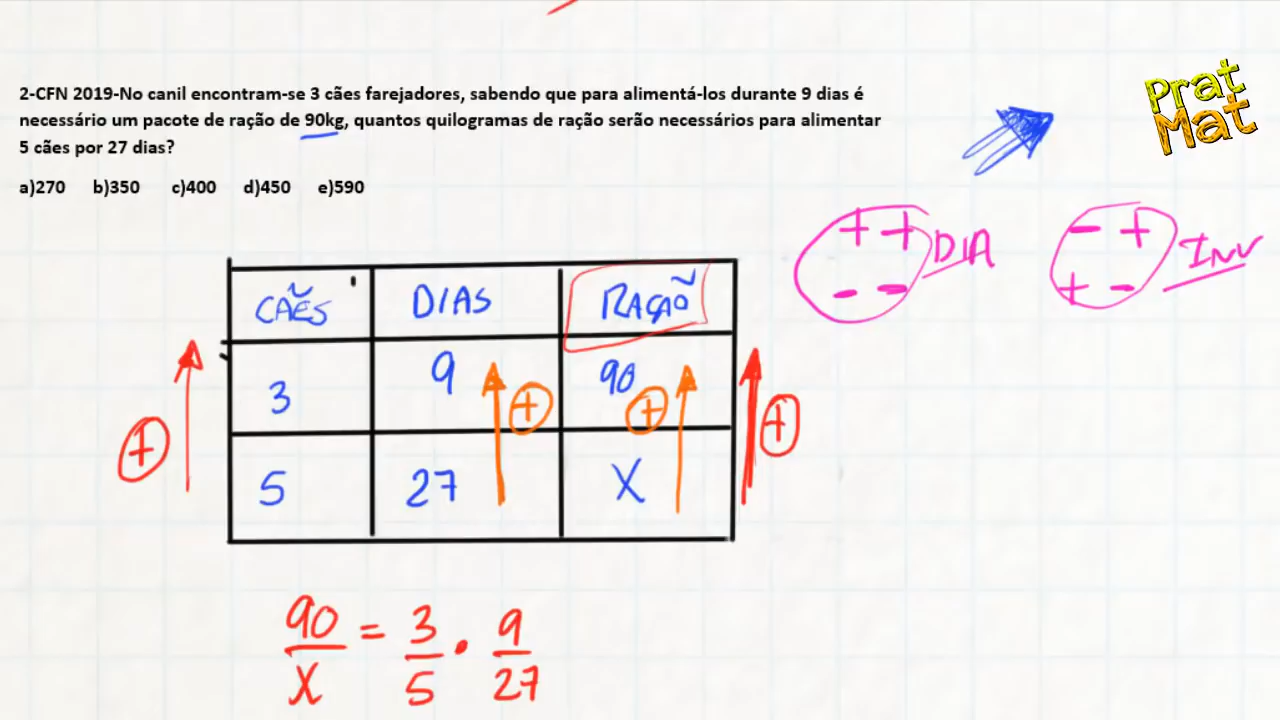 2-CFN 2019-No canil encontram-se 3 cães farejadores, sabendo que para alimentá-los durante 9 dias é
necessário um pacote de ração de 90kg, quantos quilogramas de ração serão necessários para alimentar
5 cães por 27 dias?
a)270 b)350 c)400 d)450 e)590
Prat
Mat
+ + DIA
- -
- + INV
+ -
CÃES DIAS RAÇÃO
3 9 90
+ + + +
5 27 X
90/X = 3/5 · 9/27